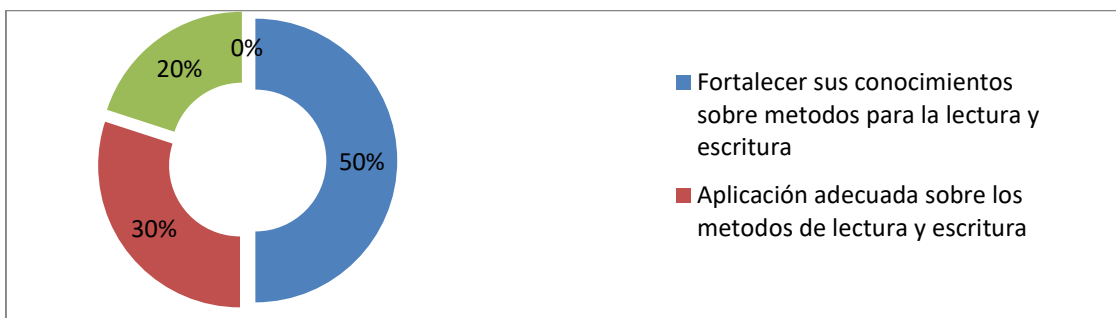 0%
20%
50%
30%
Fortalecer sus conocimientos
sobre metodos para la lectura y
escritura
Aplicación adecuada sobre los
metodos de lectura y escritura